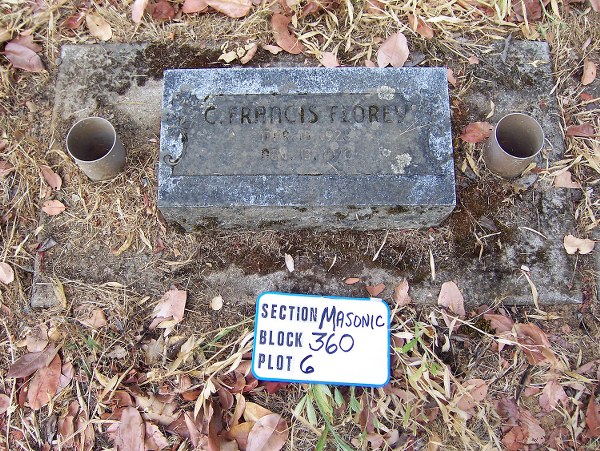 C. FRANCIS FLOREY
SECTION MASONIC
BLOCK 360
PLOT 6